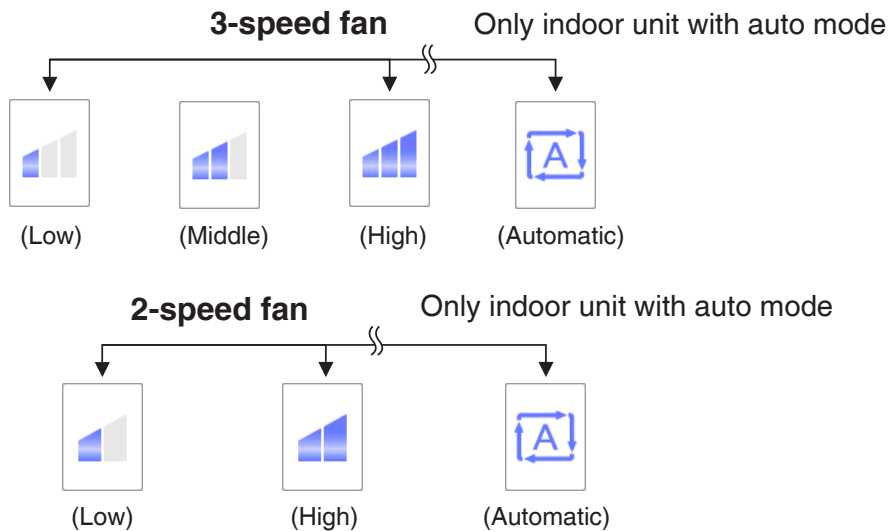 3-speed fan Only indoor unit with auto mode
A
(Low) (Middle) (High) (Automatic)
2-speed fan Only indoor unit with auto mode
A
(Low) (High) (Automatic)